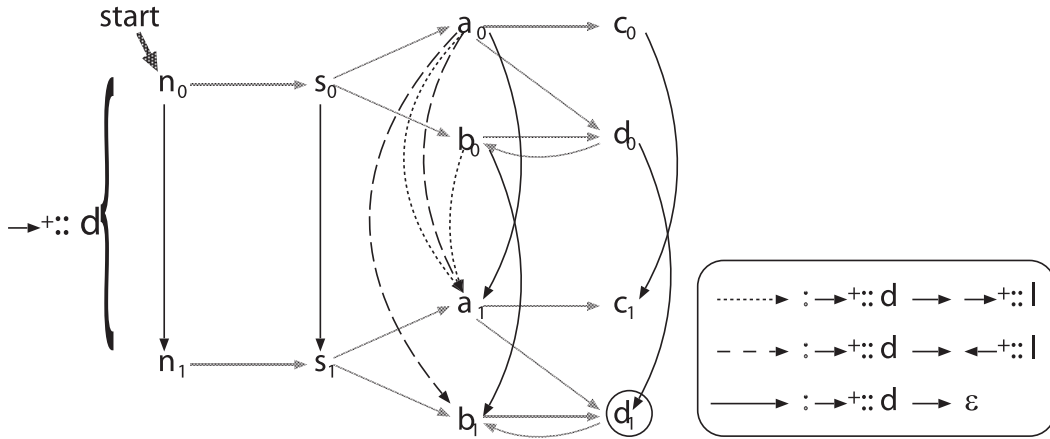 start
a₀ c₀
n₀ s₀
b₀ d₀
→⁺:: d
a₁ c₁
n₁ s₁
b₁ d₁
: →⁺:: d → →⁺:: l
: →⁺:: d → ←⁺:: l
: →⁺:: d → ε